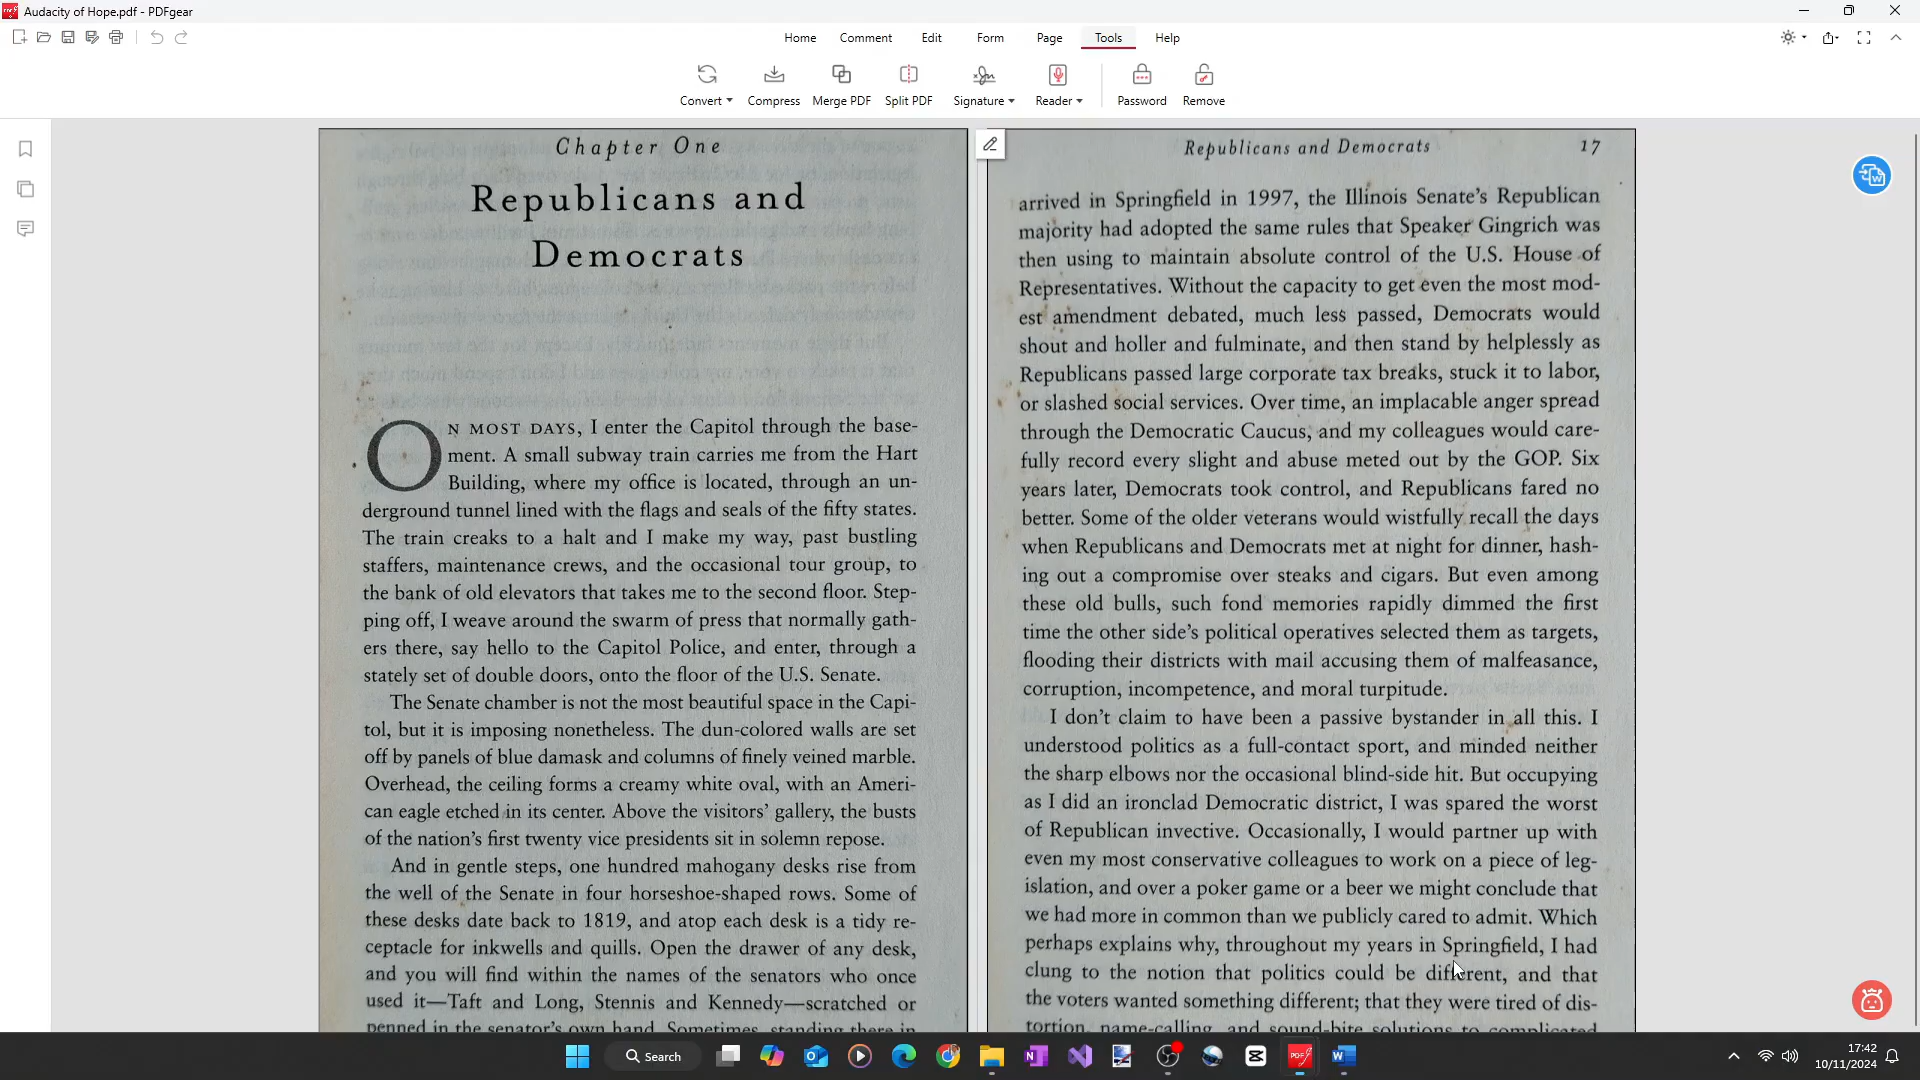 Audacity of Hope.pdf - PDFgear
Home Comment Edit Form Page Tools Help
Convert Compress Merge PDF Split PDF Signature Reader Password Remove
Chapter One
Republicans and
Democrats
ON MOST DAYS, I enter the Capitol through the base-
ment. A small subway train carries me from the Hart
Building, where my office is located, through an un-
derground tunnel lined with the flags and seals of the fifty states.
The train creaks to a halt and I make my way, past bustling
staffers, maintenance crews, and the occasional tour group, to
the bank of old elevators that takes me to the second floor. Step-
ping off, I weave around the swarm of press that normally gath-
ers there, say hello to the Capitol Police, and enter, through a
stately set of double doors, onto the floor of the U.S. Senate.
The Senate chamber is not the most beautiful space in the Capi-
tol, but it is imposing nonetheless. The dun-colored walls are set
off by panels of blue damask and columns of finely veined marble.
Overhead, the ceiling forms a creamy white oval, with an Ameri-
can eagle etched in its center. Above the visitors' gallery, the busts
of the nation's first twenty vice presidents sit in solemn repose.
And in gentle steps, one hundred mahogany desks rise from
the well of the Senate in four horseshoe-shaped rows. Some of
these desks date back to 1819, and atop each desk is a tidy re-
ceptacle for inkwells and quills. Open the drawer of any desk,
and you will find within the names of the senators who once
used it—Taft and Long, Stennis and Kennedy—scratched or
penned in the senator's own hand. Sometimes, standing there in
Republicans and Democrats 17
arrived in Springfield in 1997, the Illinois Senate's Republican
majority had adopted the same rules that Speaker Gingrich was
then using to maintain absolute control of the U.S. House of
Representatives. Without the capacity to get even the most mod-
est amendment debated, much less passed, Democrats would
shout and holler and fulminate, and then stand by helplessly as
Republicans passed large corporate tax breaks, stuck it to labor,
or slashed social services. Over time, an implacable anger spread
through the Democratic Caucus, and my colleagues would care-
fully record every slight and abuse meted out by the GOP. Six
years later, Democrats took control, and Republicans fared no
better. Some of the older veterans would wistfully recall the days
when Republicans and Democrats met at night for dinner, hash-
ing out a compromise over steaks and cigars. But even among
these old bulls, such fond memories rapidly dimmed the first
time the other side's political operatives selected them as targets,
flooding their districts with mail accusing them of malfeasance,
corruption, incompetence, and moral turpitude.
I don't claim to have been a passive bystander in all this. I
understood politics as a full-contact sport, and minded neither
the sharp elbows nor the occasional blind-side hit. But occupying
as I did an ironclad Democratic district, I was spared the worst
of Republican invective. Occasionally, I would partner up with
even my most conservative colleagues to work on a piece of leg-
islation, and over a poker game or a beer we might conclude that
we had more in common than we publicly cared to admit. Which
perhaps explains why, throughout my years in Springfield, I had
clung to the notion that politics could be different, and that
the voters wanted something different; that they were tired of dis-
tortion, name-calling, and sound-bite solutions to complicated
Search
17:42
10/11/2024